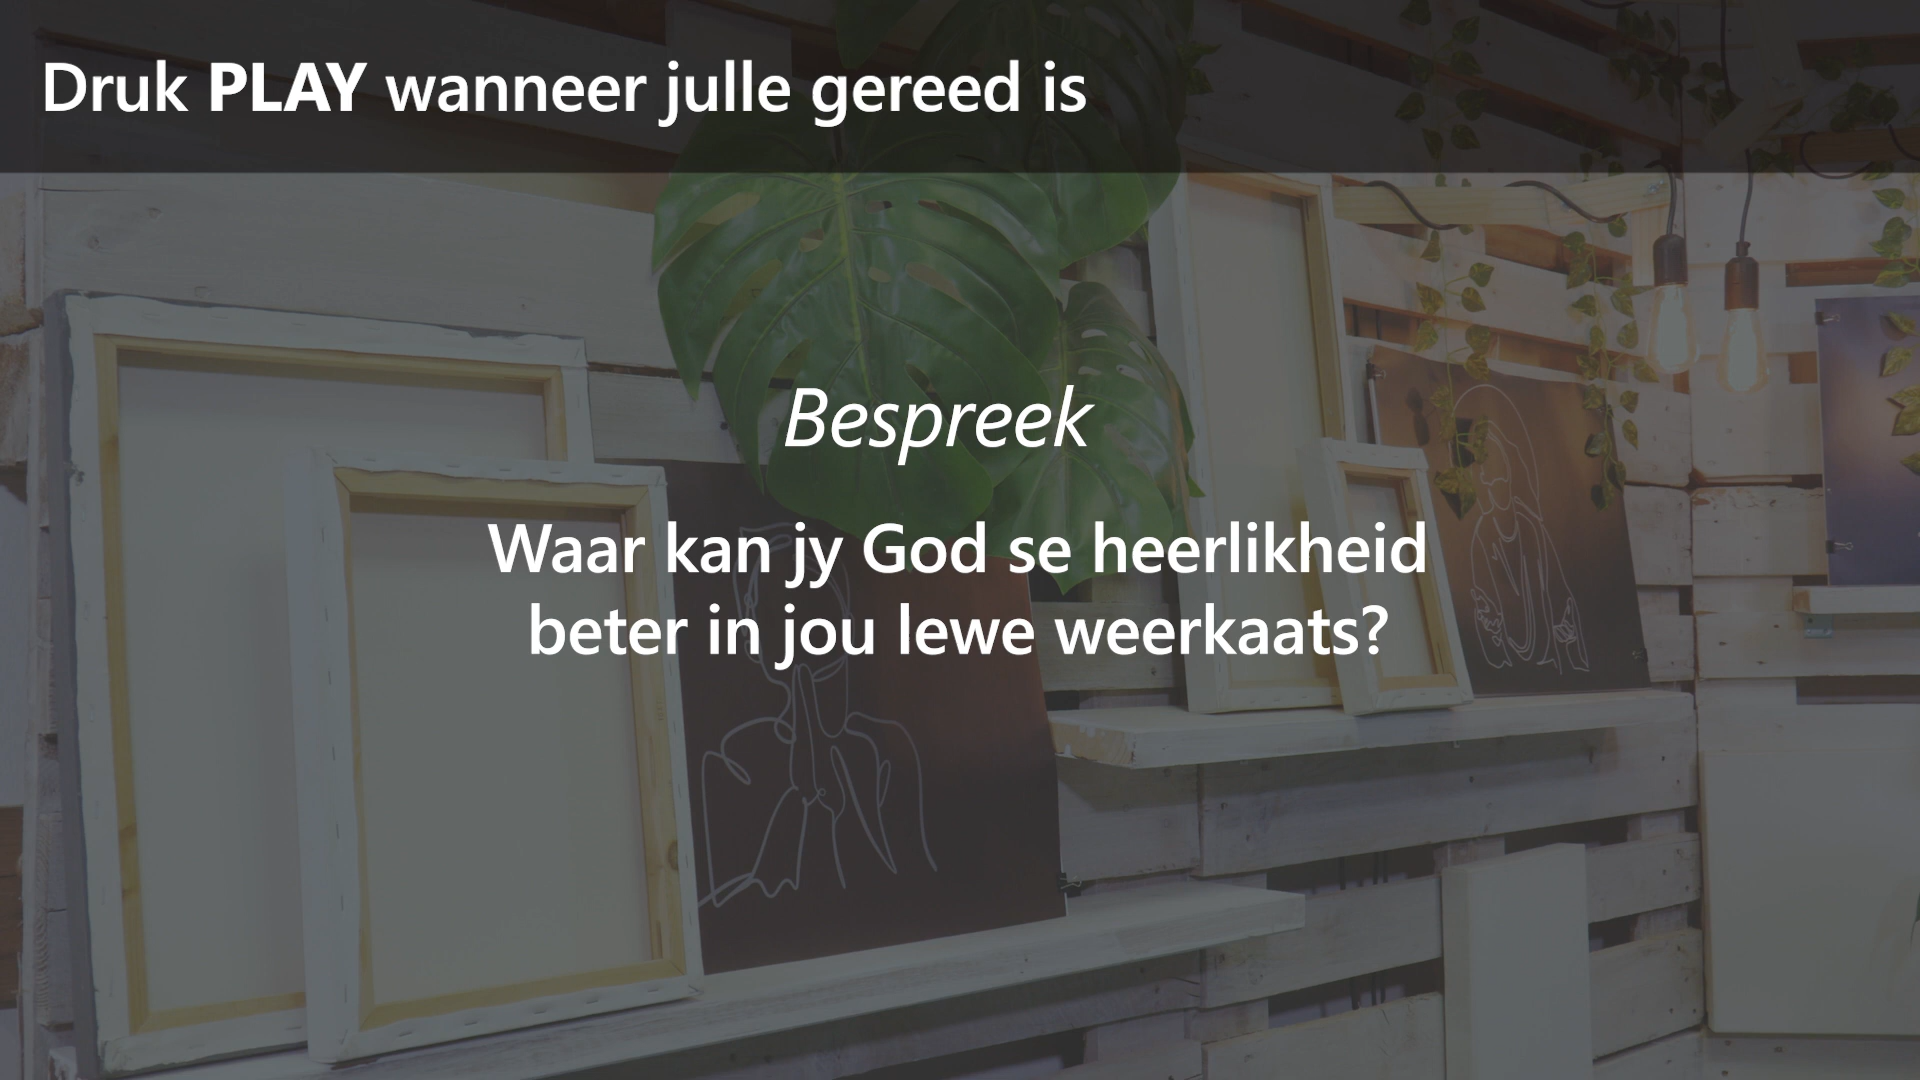 Druk PLAY wanneer julle gereed is
Bespreek
Waar kan jy God se heerlikheid
beter in jou lewe weerkaats?